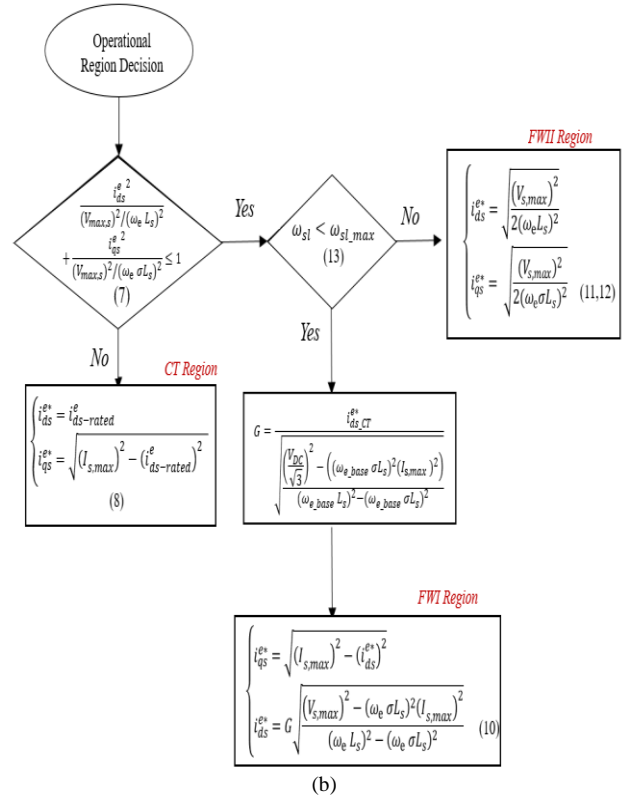 Operational
Region Decision
i_ds^e ^2 / (V_max,s)^2/(ω_e L_s)^2
+ i_qs^e ^2 / (V_max,s)^2/(ω_e σL_s)^2 ≤ 1
(7)
Yes
ω_sl < ω_sl_max
(13)
No
FWII Region
i_ds^e* = √((V_s,max)^2 / 2(ω_e L_s)^2)
i_qs^e* = √((V_s,max)^2 / 2(ω_e σL_s)^2) (11,12)
No
Yes
CT Region
i_ds^e* = i_ds-rated^e
i_qs^e* = √((I_s,max)^2 − (i_ds-rated^e)^2)
(8)
G = i_ds_CT^e* / √(((V_DC/√3)^2 − ((ω_e_base σL_s)^2(I_s,max)^2)) / ((ω_e_base L_s)^2−(ω_e_base σL_s)^2))
FWI Region
i_qs^e* = √((I_s,max)^2 − (i_ds^e*)^2)
i_ds^e* = G√(((V_s,max)^2 − (ω_e σL_s)^2(I_s,max)^2) / ((ω_e L_s)^2 − (ω_e σL_s)^2)) (10)
(b)